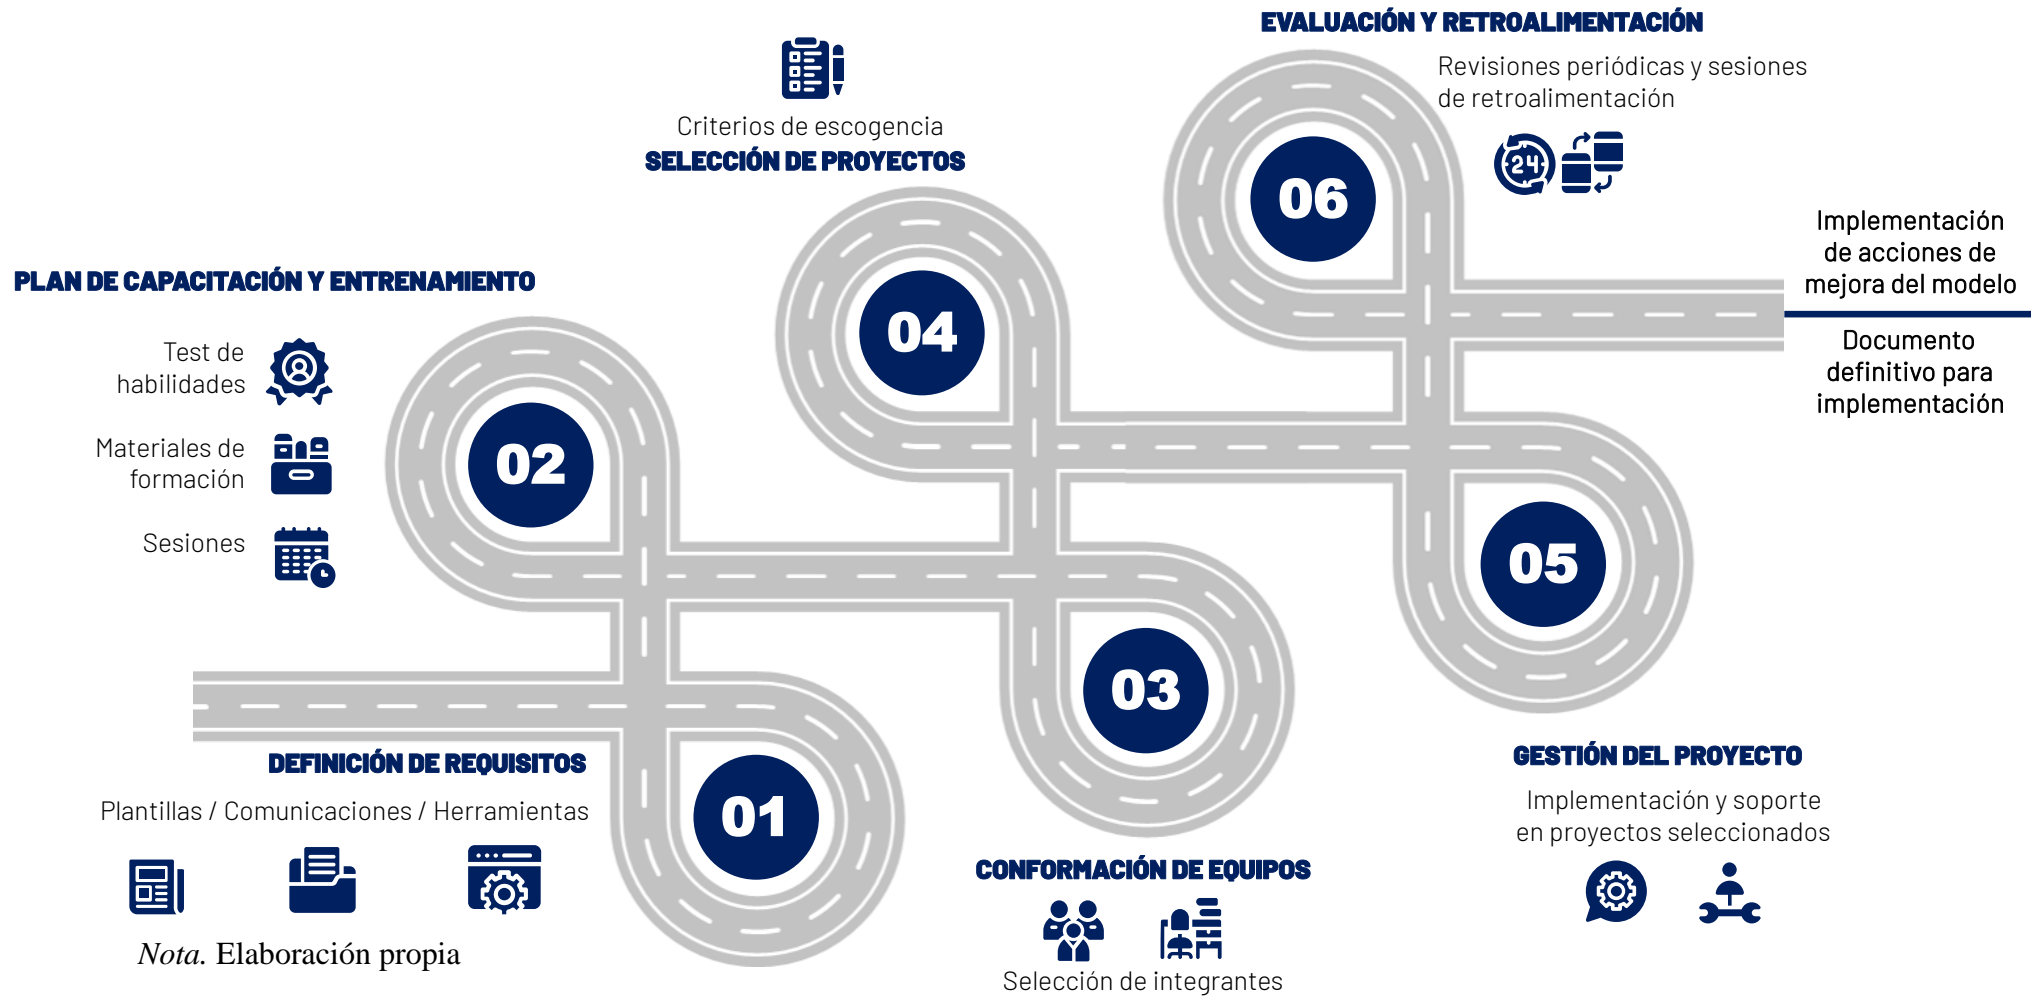 EVALUACIÓN Y RETROALIMENTACIÓN
Revisiones periódicas y sesiones
de retroalimentación
24
06
Criterios de escogencia
SELECCIÓN DE PROYECTOS
04
Implementación
de acciones de
mejora del modelo
Documento
definitivo para
implementación
PLAN DE CAPACITACIÓN Y ENTRENAMIENTO
Test de
habilidades
Materiales de
formación
Sesiones
02
05
03
01
DEFINICIÓN DE REQUISITOS
Plantillas / Comunicaciones / Herramientas
GESTIÓN DEL PROYECTO
Implementación y soporte
en proyectos seleccionados
CONFORMACIÓN DE EQUIPOS
Selección de integrantes
Nota. Elaboración propia